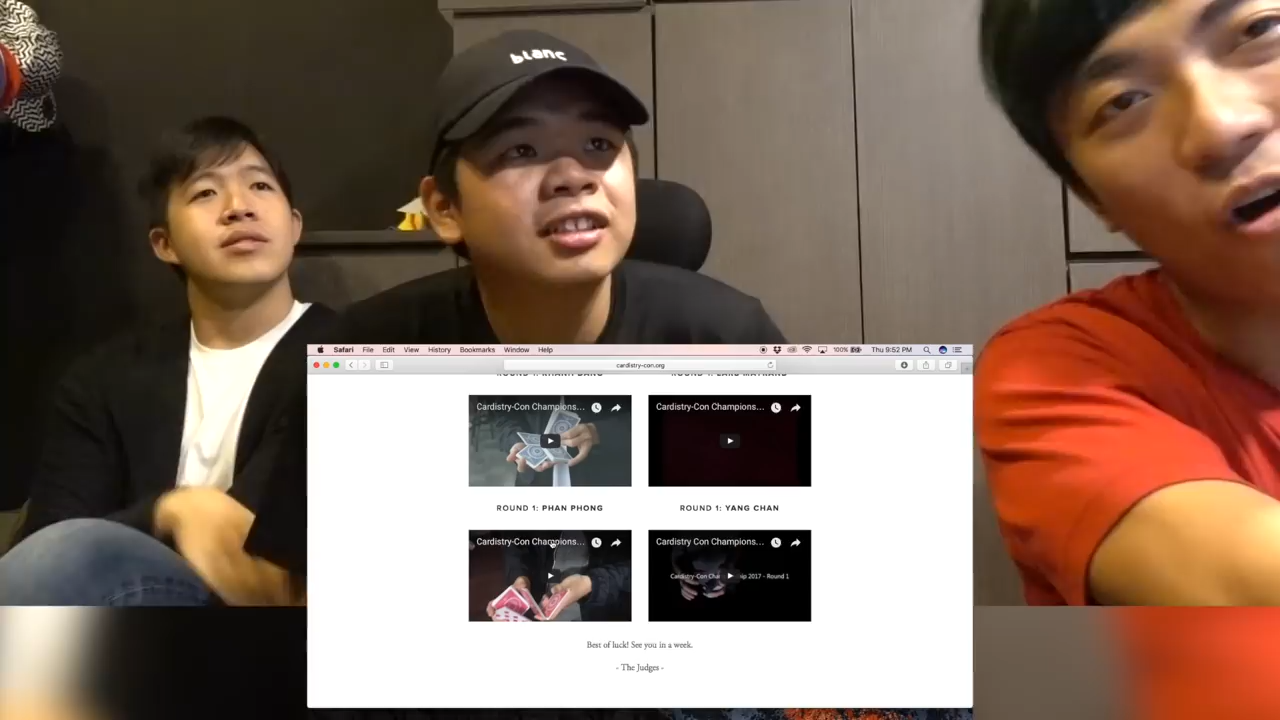 blanc
Safari File Edit View History Bookmarks Window Help 100% Thu 9:52 PM
cardistry-con.org
Cardistry-Con Champions... Cardistry-Con Champions...
ROUND 1: PHAN PHONG ROUND 1: YANG CHAN
Cardistry-Con Champions... Cardistry Con Champions...
Best of luck! See you in a week.
- The Judges -